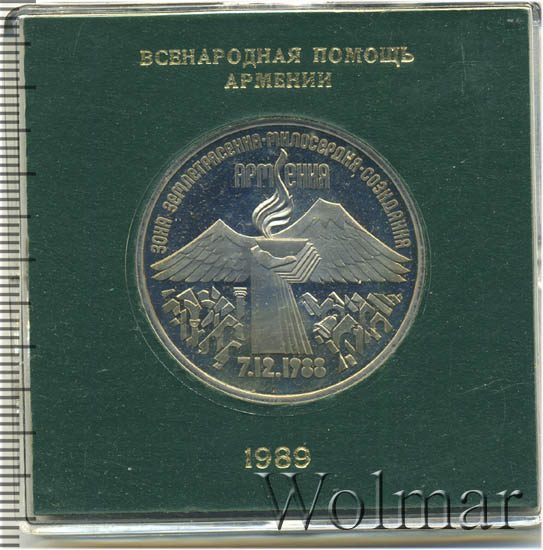 ВСЕНАРОДНАЯ ПОМОЩЬ
АРМЕНИИ
ЗОНА ЗЕМЛЕТРЯСЕНИЯ·МИЛОСЕРДИЯ·СОЗИДАНИЯ
АРМЕНИЯ
7.12.1988
1989
Wolmar